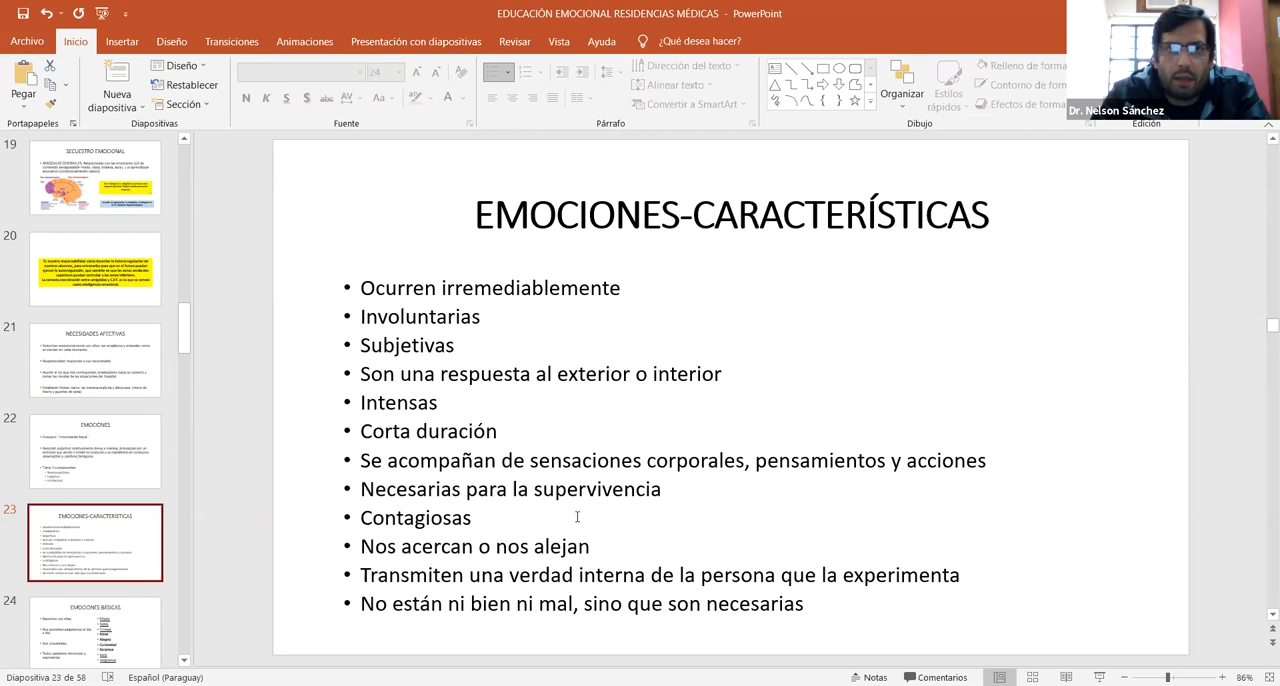 EDUCACIÓN EMOCIONAL RESIDENCIAS MÉDICAS - PowerPoint
Archivo Inicio Insertar Diseño Transiciones Animaciones Presentación con diapositivas Revisar Vista Ayuda ¿Qué desea hacer?
Pegar
Nueva diapositiva
Diseño
Restablecer
Sección
24
N K S S abc AV Aa A
Dirección del texto
Alinear texto
Convertir a SmartArt
Organizar
Estilos rápidos
Relleno de forma
Contorno de form
Efectos de forma
Dr. Nelson Sánchez
Portapapeles Diapositivas Fuente Párrafo Dibujo Edición
19
SECUESTRO EMOCIONAL
20
21
NECESIDADES AFECTIVAS
22
EMOCIONES
23
EMOCIONES-CARACTERÍSTICAS
24
EMOCIONES BÁSICAS
EMOCIONES-CARACTERÍSTICAS
• Ocurren irremediablemente
• Involuntarias
• Subjetivas
• Son una respuesta al exterior o interior
• Intensas
• Corta duración
• Se acompañan de sensaciones corporales, pensamientos y acciones
• Necesarias para la supervivencia
• Contagiosas
• Nos acercan o nos alejan
• Transmiten una verdad interna de la persona que la experimenta
• No están ni bien ni mal, sino que son necesarias
Diapositiva 23 de 58 Español (Paraguay) Notas Comentarios 86%